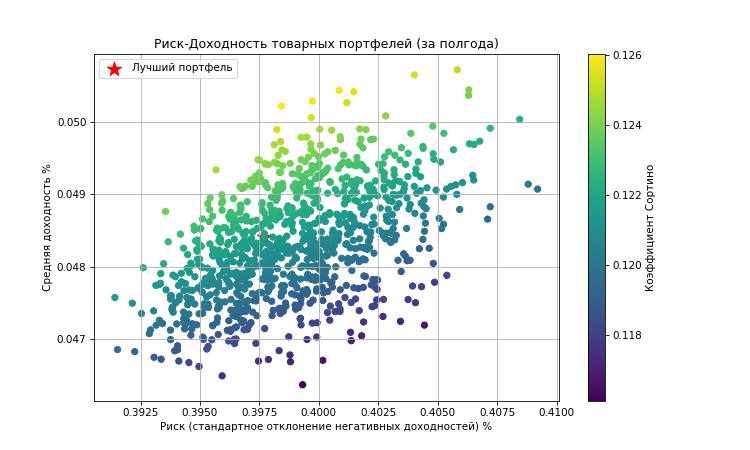 Риск-Доходность товарных портфелей (за полгода)
Лучший портфель
Средняя доходность %
0.050
0.049
0.048
0.047
0.3925 0.3950 0.3975 0.4000 0.4025 0.4050 0.4075 0.4100
Риск (стандартное отклонение негативных доходностей) %
0.126
0.124
0.122
0.120
0.118
Коэффициент Сортино